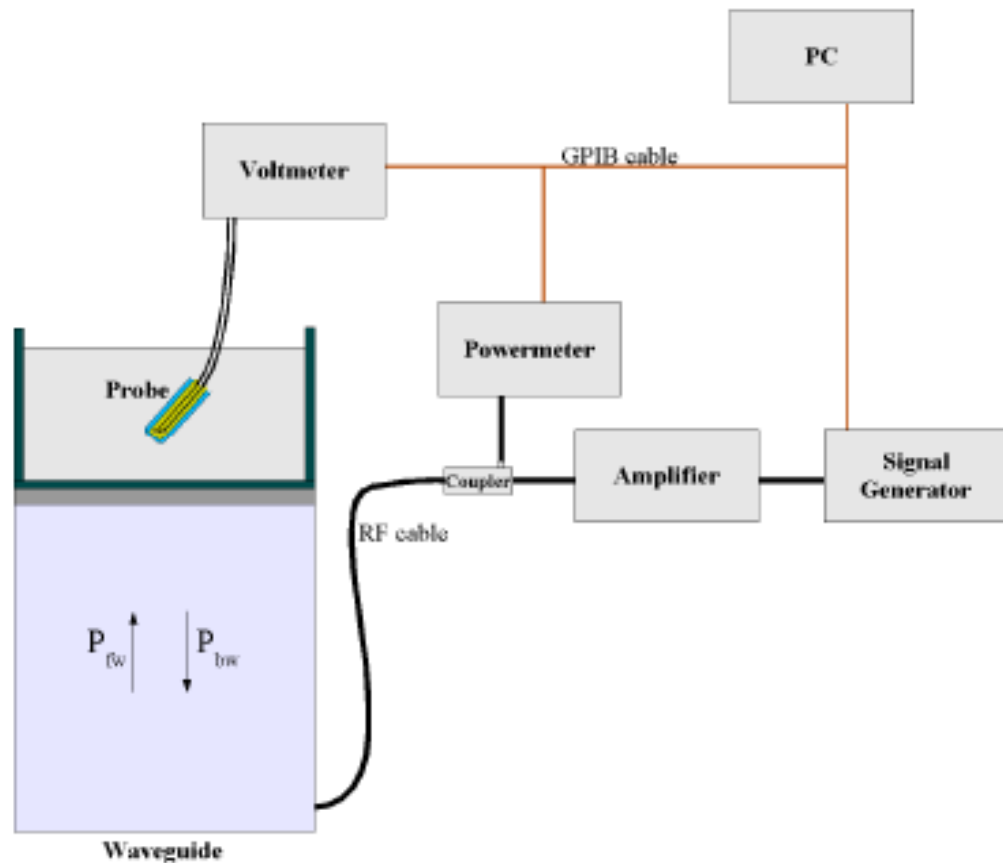 PC
Voltmeter
GPIB cable
Powermeter
Probe
Coupler
Amplifier
Signal
Generator
RF cable
P fw
P bw
Waveguide